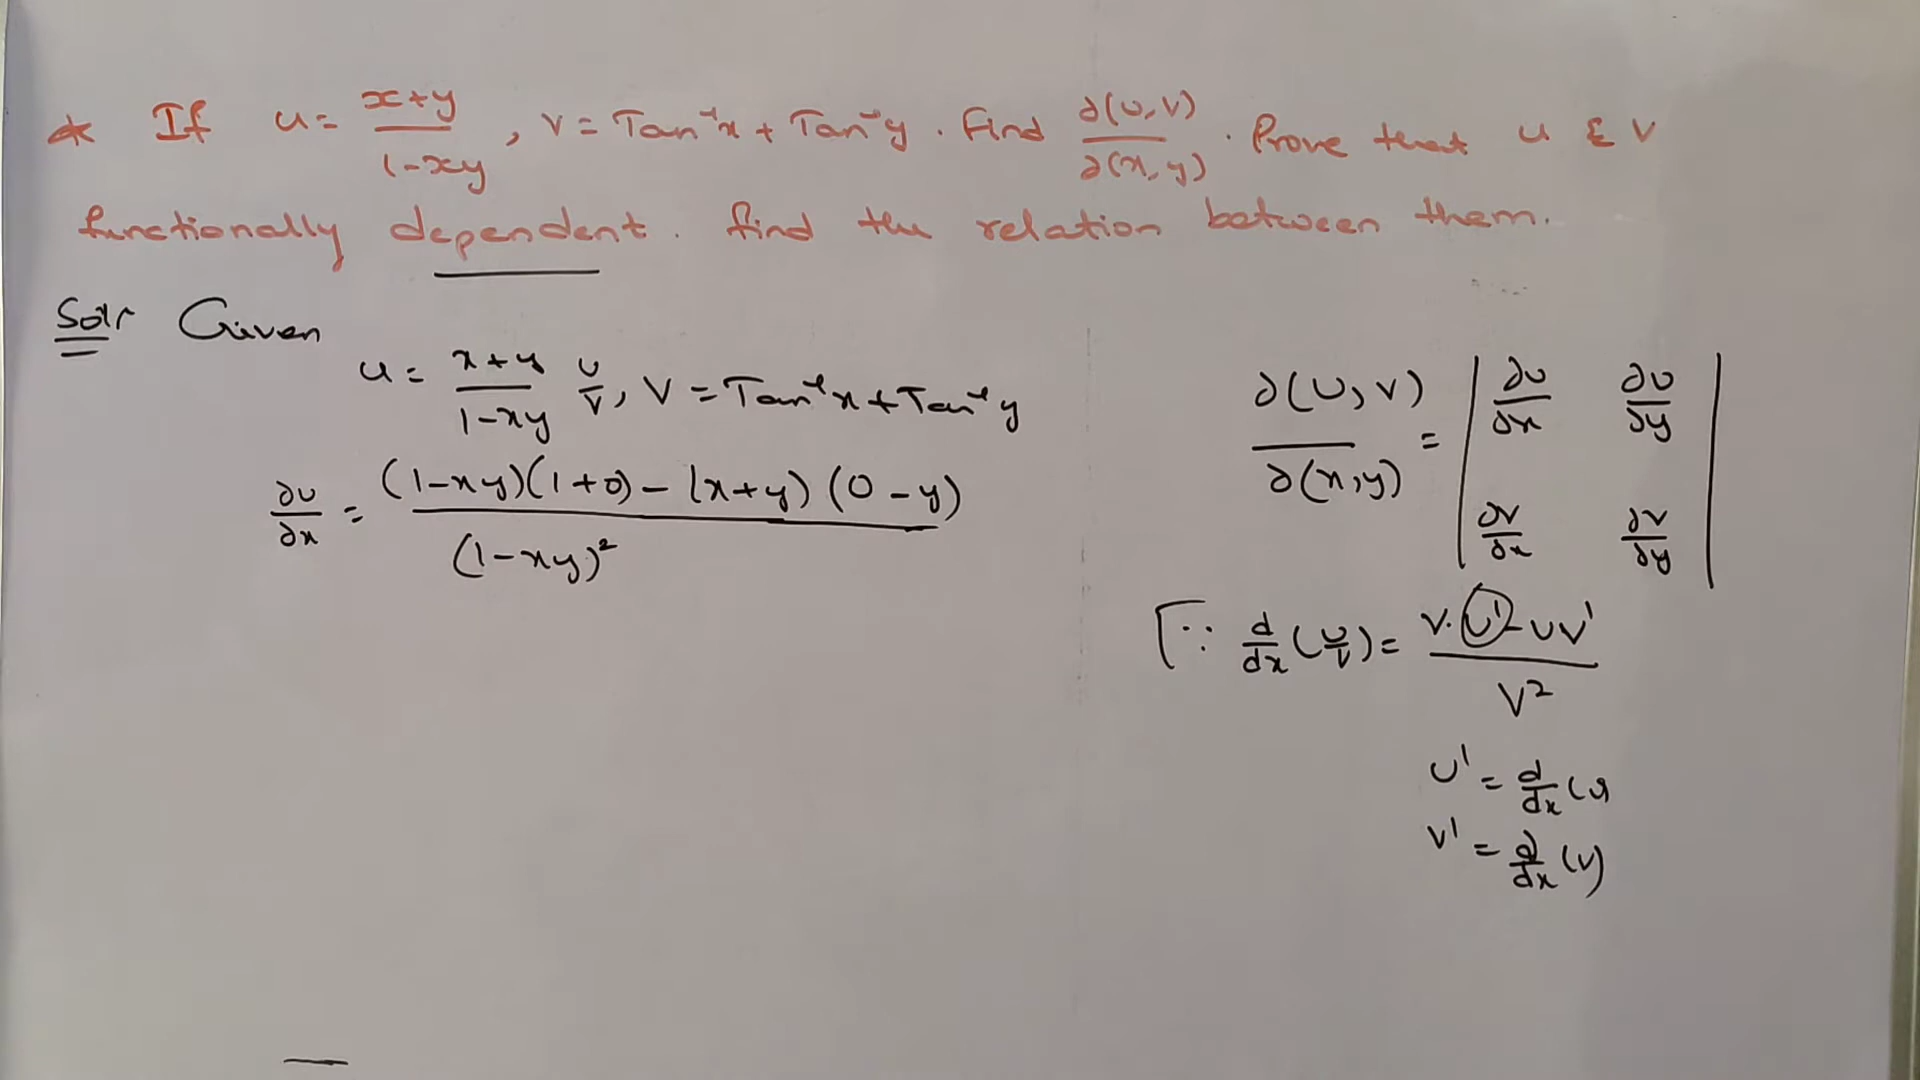 * If u = x+y / 1-xy , v = Tan⁻¹x + Tan⁻¹y . Find ∂(u,v) / ∂(x,y) . Prove that u & v
functionally dependent. find the relation between them.
Sol:- Given
u = x+y / 1-xy u/v , v = Tan⁻¹x + Tan⁻¹y
∂u/∂x = (1-xy)(1+0) - (x+y)(0-y) / (1-xy)²
∂(u,v) / ∂(x,y) = | ∂u/∂x ∂u/∂y |
| ∂v/∂x ∂v/∂y |
[∵ d/dx (u/v) = v.u' - uv' / v²
u' = d/dx (u)
v' = d/dx (v)